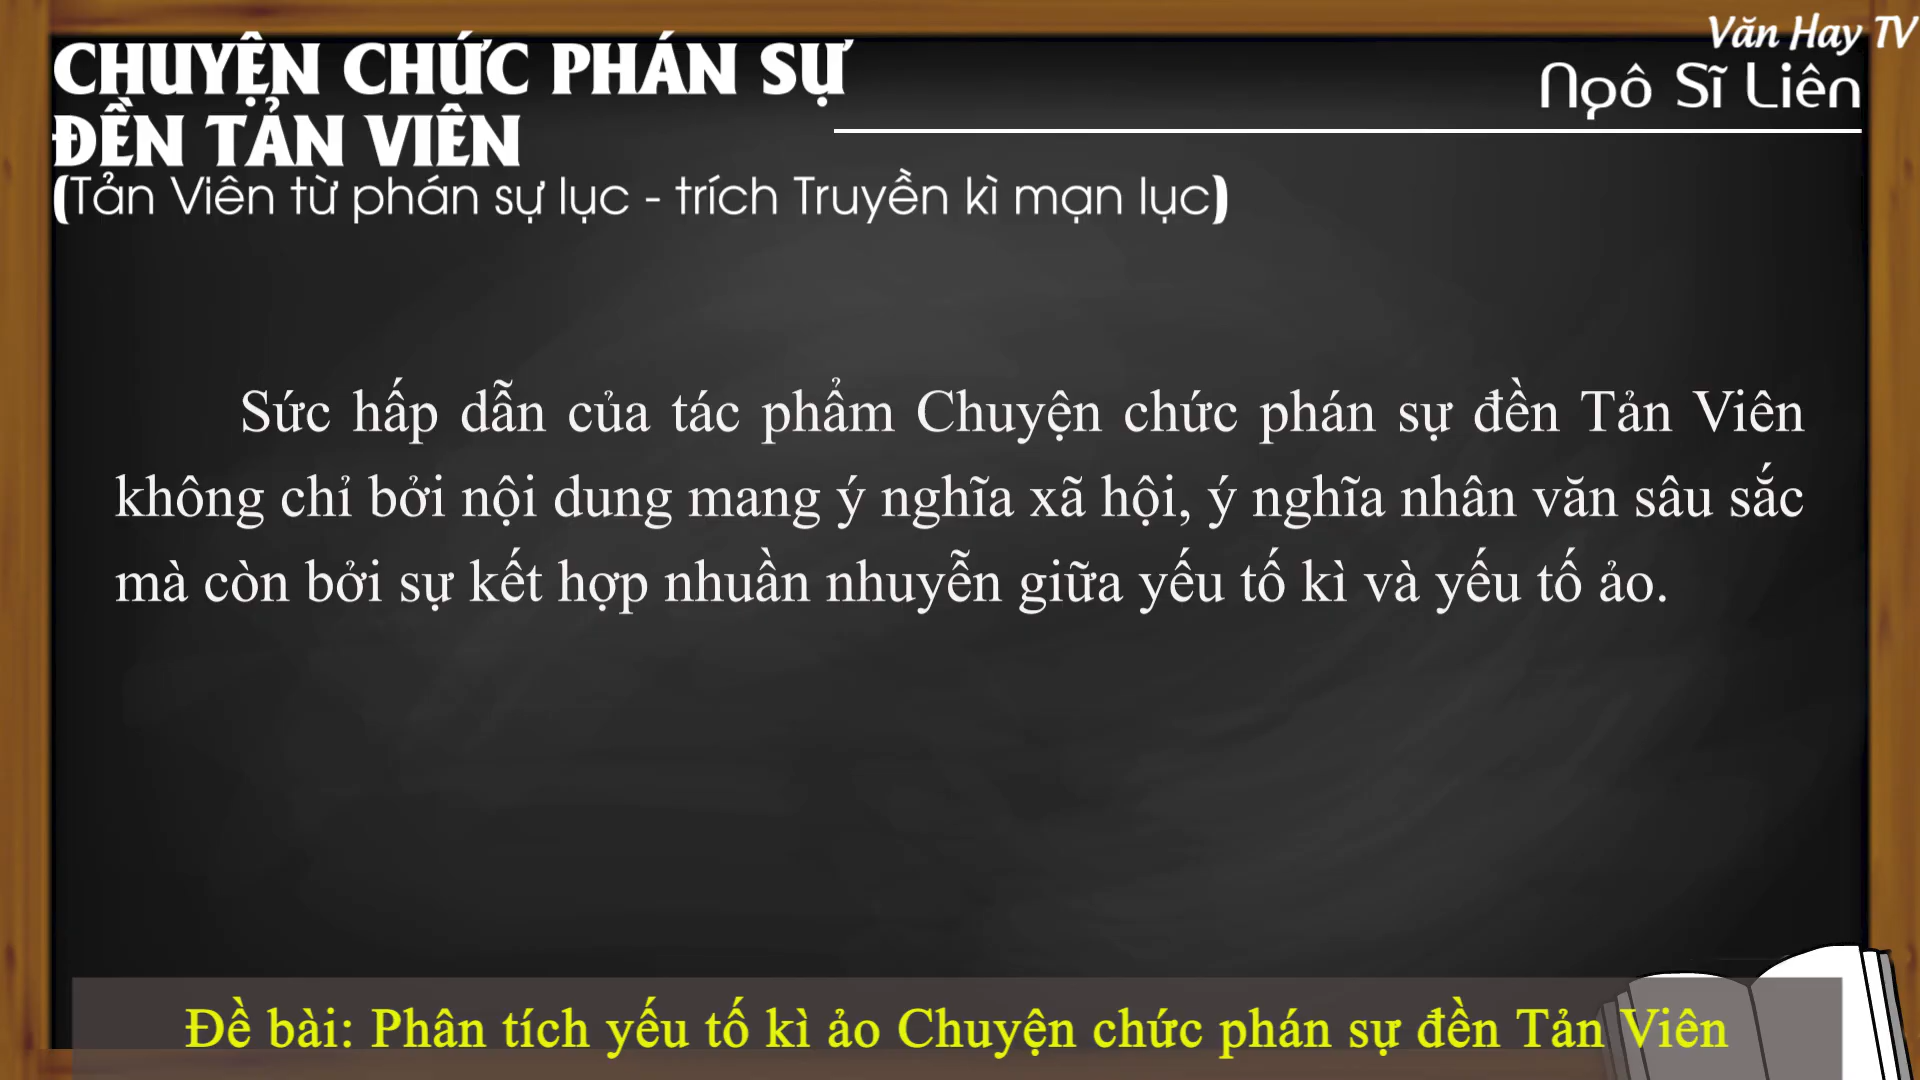 Văn Hay TV
CHUYỆN CHỨC PHÁN SỰ
Ngô Sĩ Liên
ĐỀN TẢN VIÊN
(Tản Viên từ phán sự lục - trích Truyền kì mạn lục)
Sức hấp dẫn của tác phẩm Chuyện chức phán sự đền Tản Viên
không chỉ bởi nội dung mang ý nghĩa xã hội, ý nghĩa nhân văn sâu sắc
mà còn bởi sự kết hợp nhuần nhuyễn giữa yếu tố kì và yếu tố ảo.
Đề bài: Phân tích yếu tố kì ảo Chuyện chức phán sự đền Tản Viên